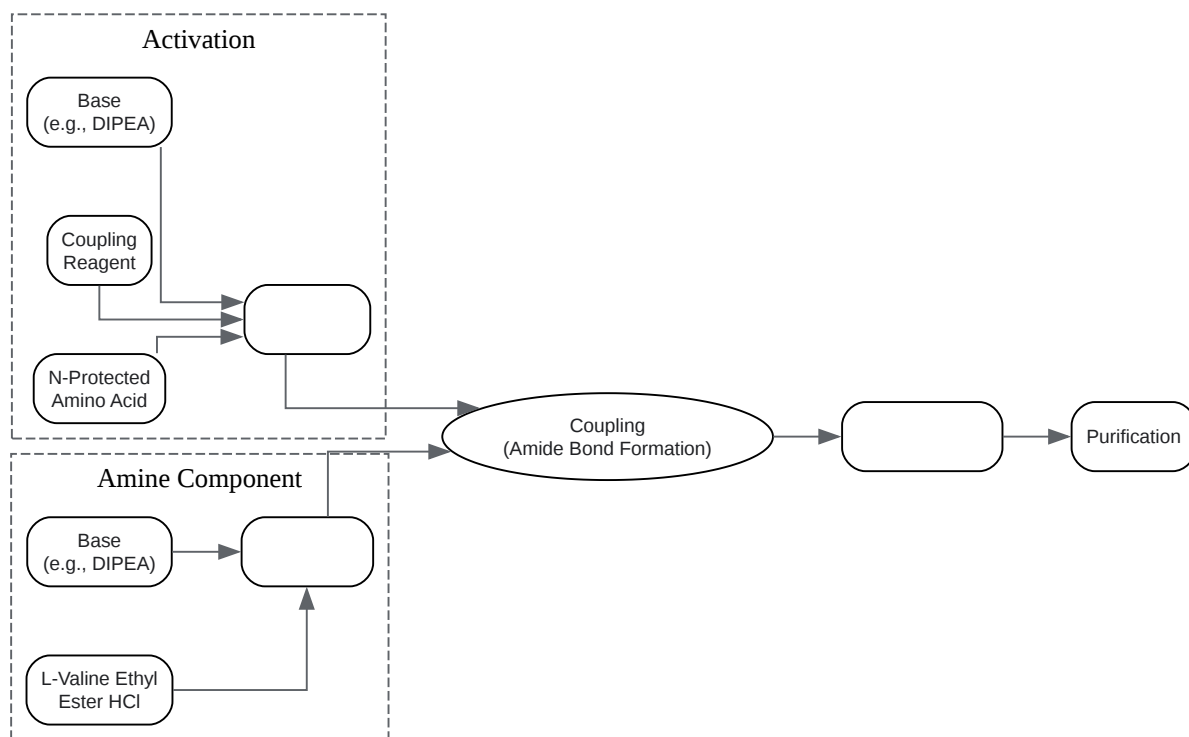 Activation
Base
(e.g., DIPEA)
Coupling
Reagent
N-Protected
Amino Acid
Coupling
(Amide Bond Formation)
Purification
Amine Component
Base
(e.g., DIPEA)
L-Valine Ethyl
Ester HCl